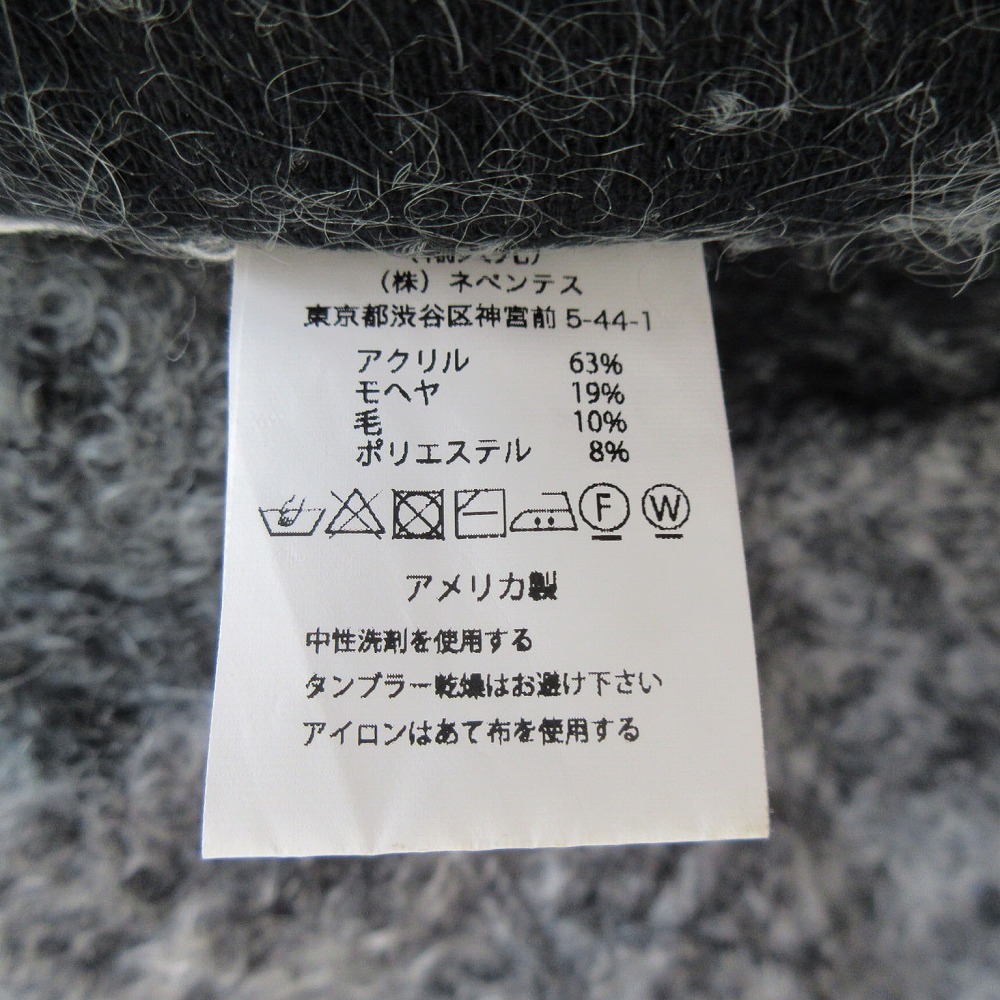 （株）ネペンテス
東京都渋谷区神宮前 5-44-1
アクリル 63%
モヘヤ 19%
毛 10%
ポリエステル 8%
F W
アメリカ製
中性洗剤を使用する
タンブラー乾燥はお避け下さい
アイロンはあて布を使用する